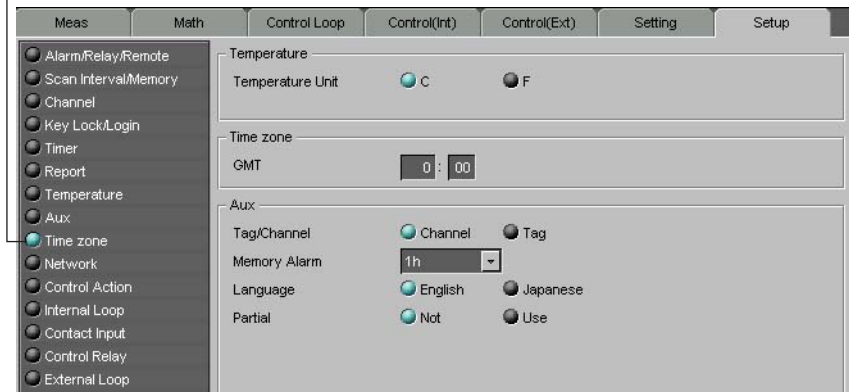 Meas Math Control Loop Control(Int) Control(Ext) Setting Setup
Alarm/Relay/Remote
Scan Interval/Memory
Channel
Key Lock/Login
Timer
Report
Temperature
Aux
Time zone
Network
Control Action
Internal Loop
Contact Input
Control Relay
External Loop
Temperature
Temperature Unit C F
Time zone
GMT 0 : 00
Aux
Tag/Channel Channel Tag
Memory Alarm 1h
Language English Japanese
Partial Not Use